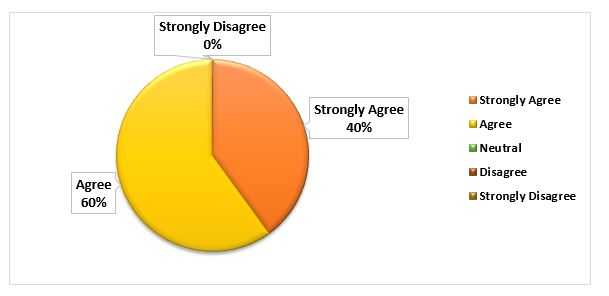 Strongly Disagree
0%
Strongly Agree
40%
Agree
60%
Strongly Agree
Agree
Neutral
Disagree
Strongly Disagree